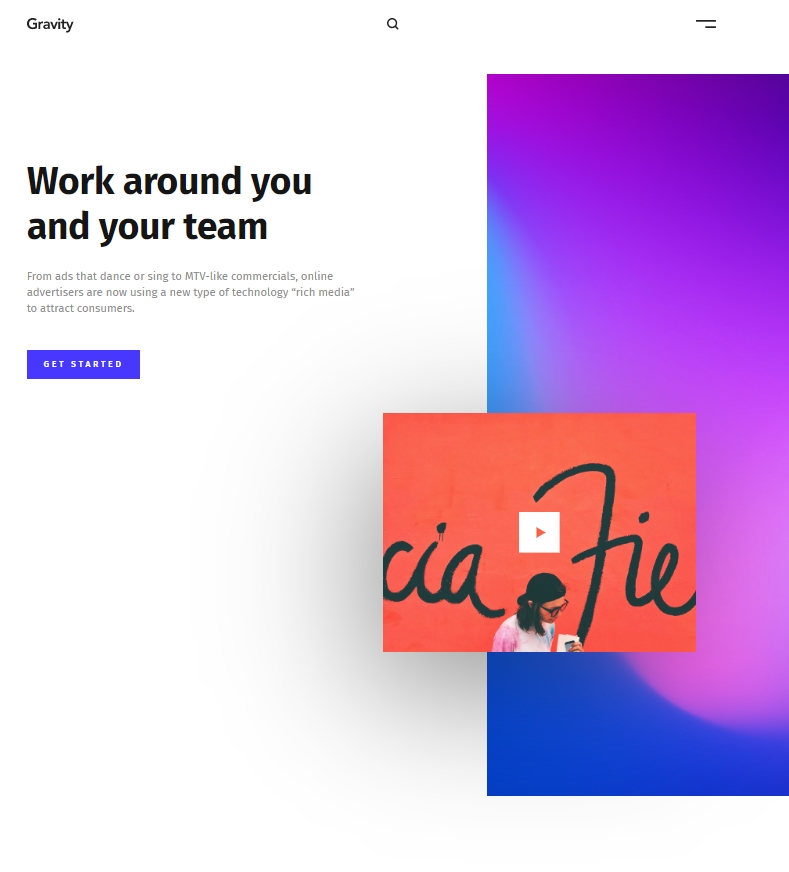 Gravity
Work around you
and your team
From ads that dance or sing to MTV-like commercials, online
advertisers are now using a new type of technology “rich media”
to attract consumers.
GET STARTED
cia Fie